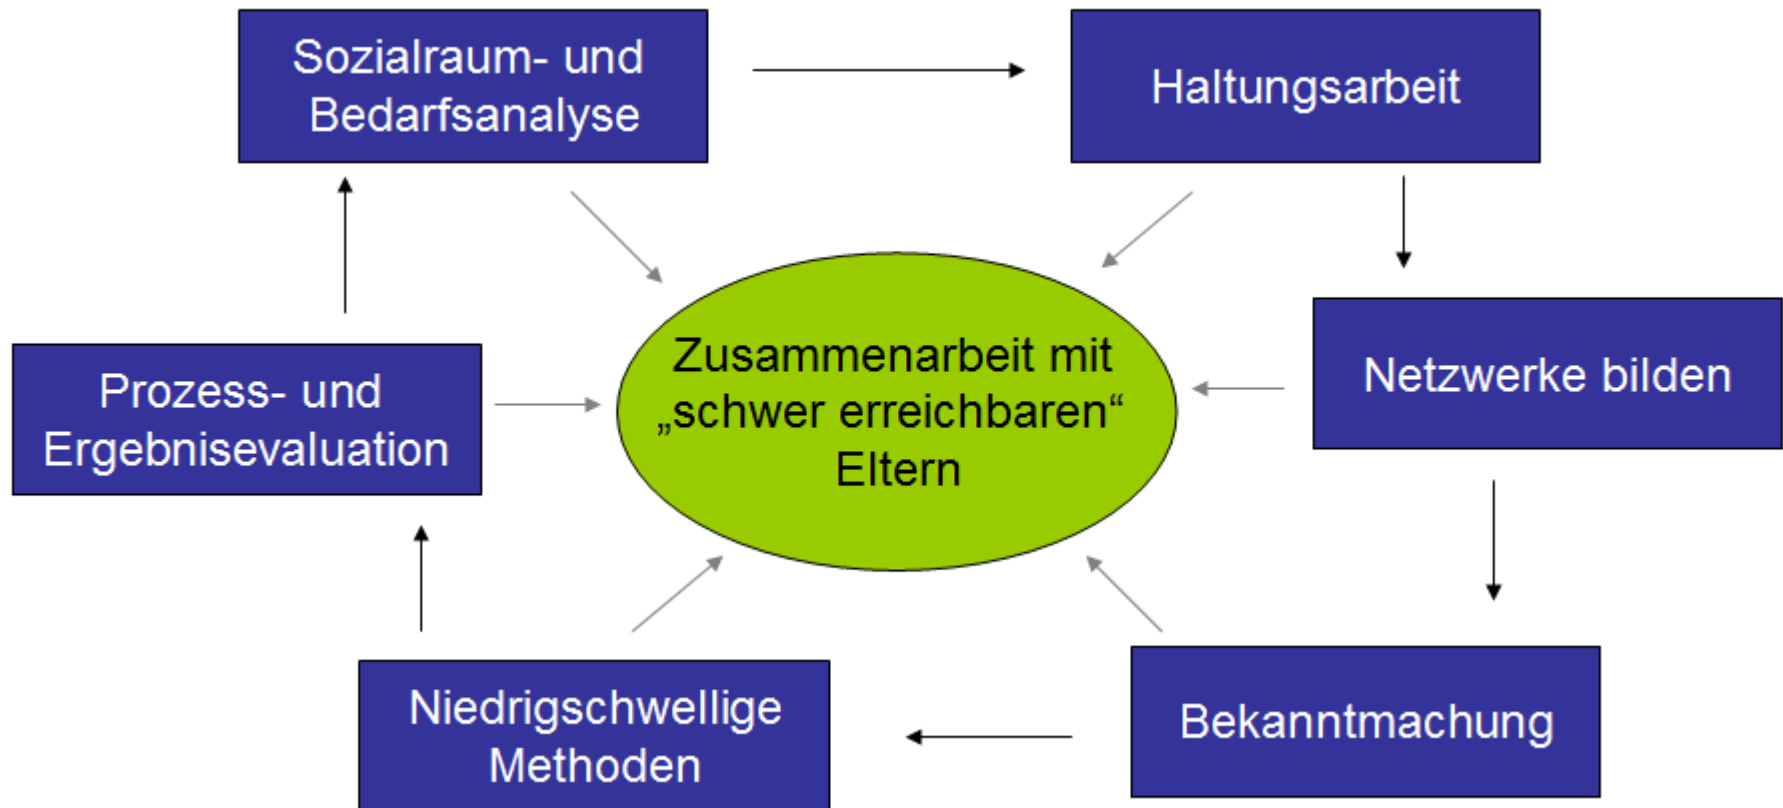 Sozialraum- und
Bedarfsanalyse
Haltungsarbeit
Zusammenarbeit mit
„schwer erreichbaren“
Eltern
Netzwerke bilden
Prozess- und
Ergebnisevaluation
Niedrigschwellige
Methoden
Bekanntmachung